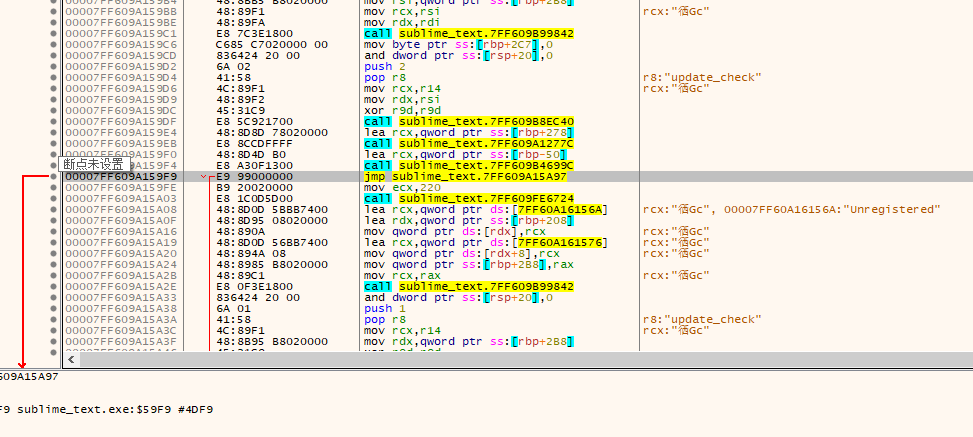 00007FF609A159B4 48:8BB5 B8020000 mov rsi,qword ptr ss:[rbp+2B8]
00007FF609A159BB 48:89F1 mov rcx,rsi rcx:"佰Gc"
00007FF609A159BE 48:89FA mov rdx,rdi
00007FF609A159C1 E8 7C3E1800 call sublime_text.7FF609B99842
00007FF609A159C6 C685 C7020000 00 mov byte ptr ss:[rbp+2C7],0
00007FF609A159CD 836424 20 00 and dword ptr ss:[rsp+20],0
00007FF609A159D2 6A 02 push 2
00007FF609A159D4 41:58 pop r8 r8:"update_check"
00007FF609A159D6 4C:89F1 mov rcx,r14 rcx:"佰Gc"
00007FF609A159D9 48:89F2 mov rdx,rsi
00007FF609A159DC 45:31C9 xor r9d,r9d
00007FF609A159DF E8 5C921700 call sublime_text.7FF609B8EC40
00007FF609A159E4 48:8D8D 78020000 lea rcx,qword ptr ss:[rbp+278]
00007FF609A159EB E8 8CCDFFFF call sublime_text.7FF609A1277C
00007FF609A159F0 48:8D4D B0 lea rcx,qword ptr ss:[rbp-50]
断点未设置
00007FF609A159F4 E8 A30F1300 call sublime_text.7FF609B4699C
00007FF609A159F9 E9 99000000 jmp sublime_text.7FF609A15A97
00007FF609A159FE B9 20020000 mov ecx,220
00007FF609A15A03 E8 1C0D5D00 call sublime_text.7FF609FE6724
00007FF609A15A08 48:8D0D 5BBB7400 lea rcx,qword ptr ds:[7FF60A16156A] rcx:"佰Gc", 00007FF60A16156A:"Unregistered"
00007FF609A15A0F 48:8D95 08020000 lea rdx,qword ptr ss:[rbp+208]
00007FF609A15A16 48:890A mov qword ptr ds:[rdx],rcx rcx:"佰Gc"
00007FF609A15A19 48:8D0D 56BB7400 lea rcx,qword ptr ds:[7FF60A161576] rcx:"佰Gc"
00007FF609A15A20 48:894A 08 mov qword ptr ds:[rdx+8],rcx rcx:"佰Gc"
00007FF609A15A24 48:8985 B8020000 mov qword ptr ss:[rbp+2B8],rax
00007FF609A15A2B 48:89C1 mov rcx,rax rcx:"佰Gc"
00007FF609A15A2E E8 0F3E1800 call sublime_text.7FF609B99842
00007FF609A15A33 836424 20 00 and dword ptr ss:[rsp+20],0
00007FF609A15A38 6A 01 push 1
00007FF609A15A3A 41:58 pop r8 r8:"update_check"
00007FF609A15A3C 4C:89F1 mov rcx,r14 rcx:"佰Gc"
00007FF609A15A3F 48:8B95 B8020000 mov rdx,qword ptr ss:[rbp+2B8]
609A15A97
F9 sublime_text.exe:$59F9 #4DF9